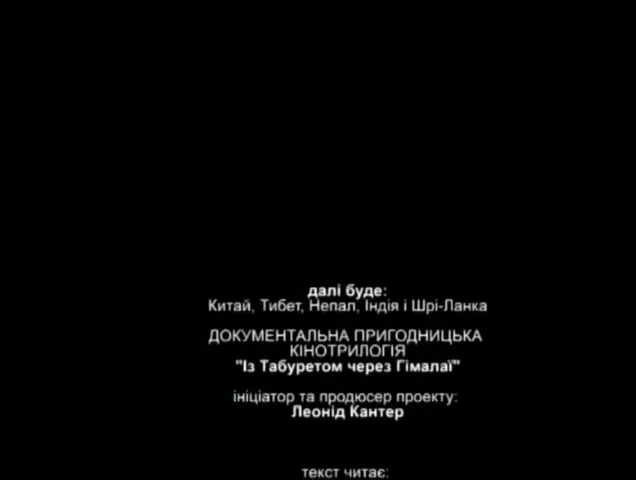 далі буде:
Китай, Тибет, Непал, Індія і Шрі-Ланка
ДОКУМЕНТАЛЬНА ПРИГОДНИЦЬКА
КІНОТРИЛОГІЯ
"Із Табуретом через Гімалаї"
ініціатор та продюсер проекту:
Леонід Кантер
текст читає: